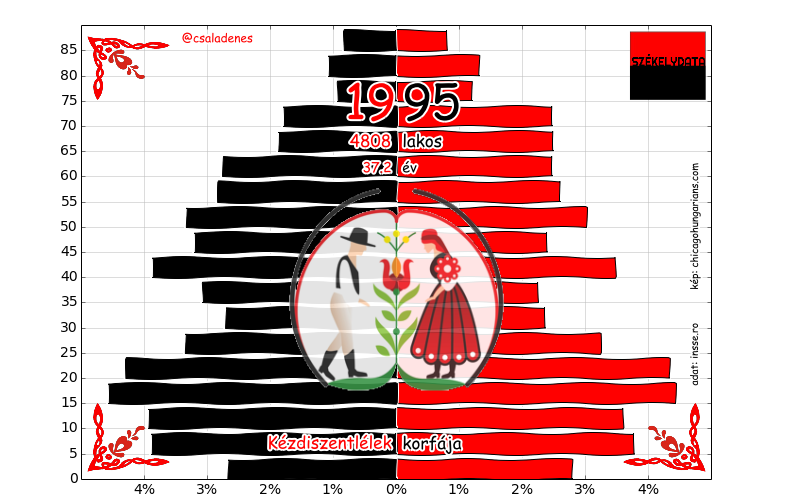 @csaladenes
SZÉKELYDATA
1995
4808 lakos
37,2 év
kép: chicagohungarians.com
adat: insse.ro
Kézdiszentlélek korfája
85
80
75
70
65
60
55
50
45
40
35
30
25
20
15
10
5
0
4% 3% 2% 1% 0% 1% 2% 3% 4%